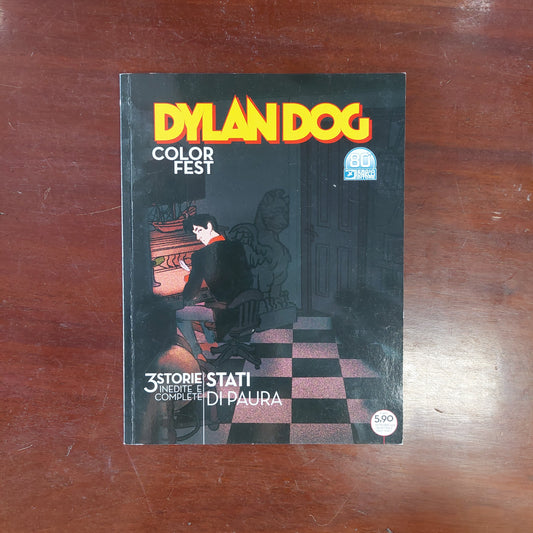 DYLAN DOG
COLOR
FEST
80
3 STORIE
INEDITE E
COMPLETE
STATI
DI PAURA
5,90